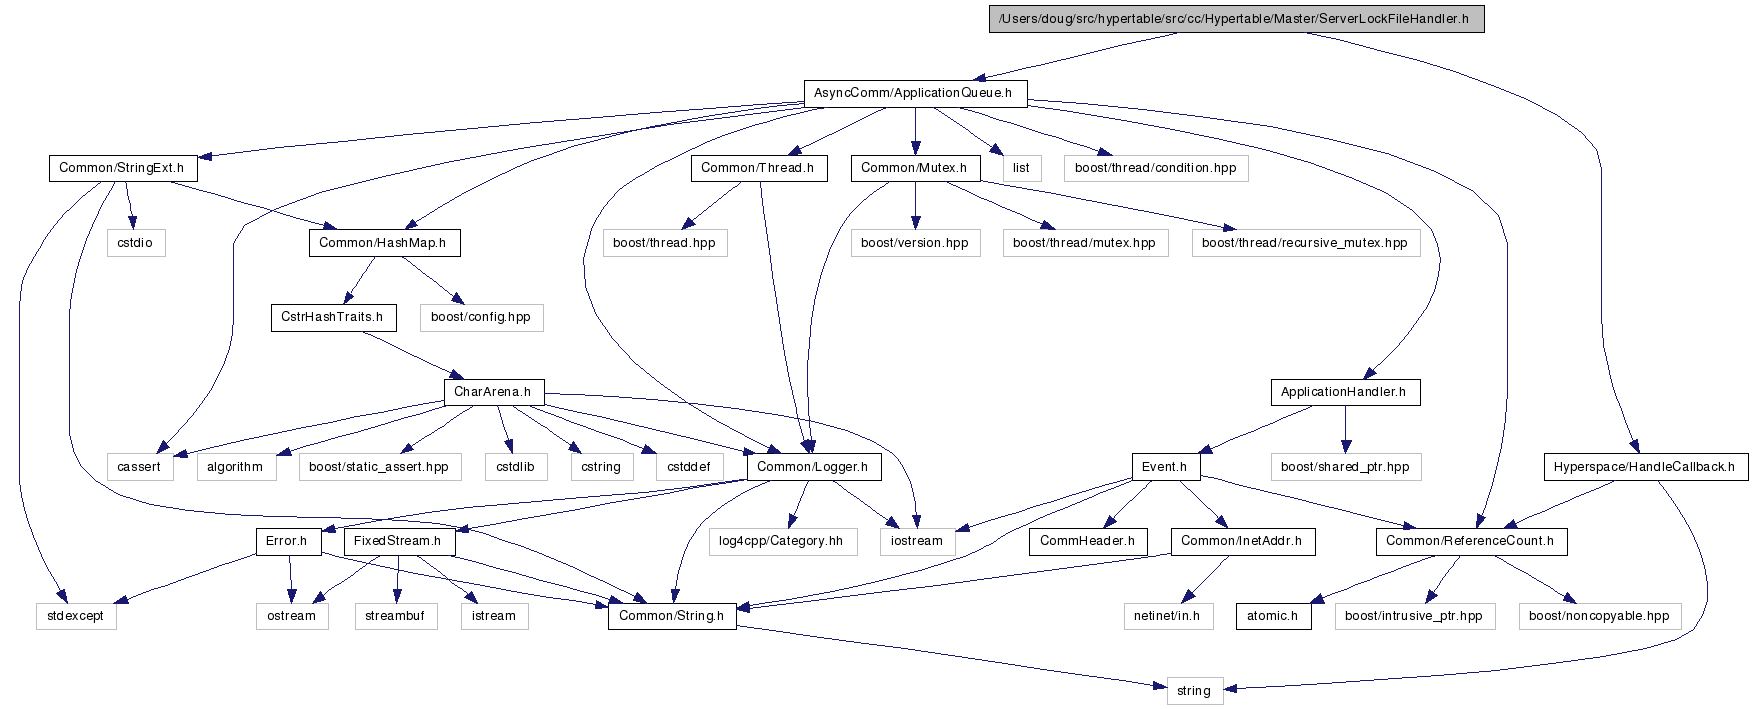 /Users/doug/src/hypertable/src/cc/Hypertable/Master/ServerLockFileHandler.h
AsyncComm/ApplicationQueue.h
Common/StringExt.h
Common/Thread.h
Common/Mutex.h
list
boost/thread/condition.hpp
cstdio
Common/HashMap.h
boost/thread.hpp
boost/version.hpp
boost/thread/mutex.hpp
boost/thread/recursive_mutex.hpp
CstrHashTraits.h
boost/config.hpp
CharArena.h
ApplicationHandler.h
cassert
algorithm
boost/static_assert.hpp
cstdlib
cstring
cstddef
Common/Logger.h
Event.h
boost/shared_ptr.hpp
Hyperspace/HandleCallback.h
Error.h
FixedStream.h
log4cpp/Category.hh
iostream
CommHeader.h
Common/InetAddr.h
Common/ReferenceCount.h
stdexcept
ostream
streambuf
istream
Common/String.h
netinet/in.h
atomic.h
boost/intrusive_ptr.hpp
boost/noncopyable.hpp
string